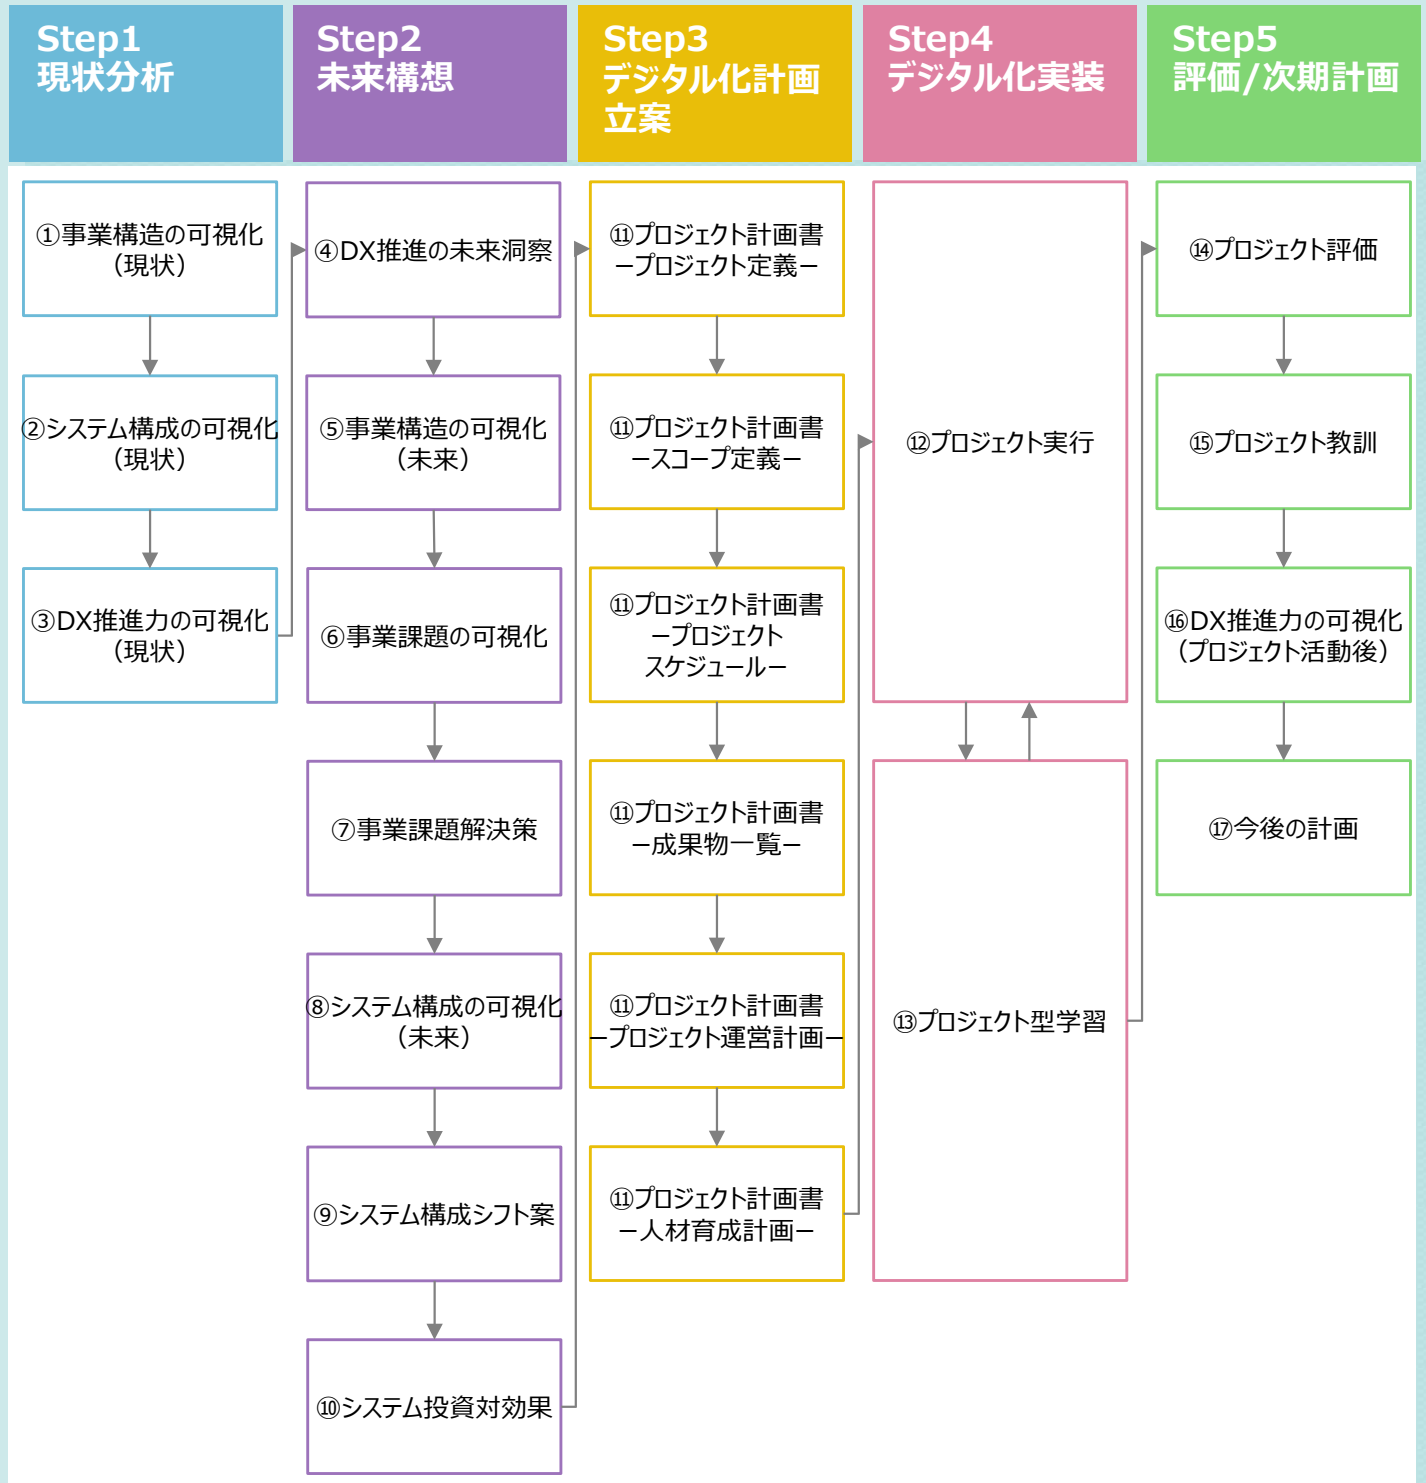 Step1
現状分析
Step2
未来構想
Step3
デジタル化計画
立案
Step4
デジタル化実装
Step5
評価/次期計画
①事業構造の可視化
（現状）
②システム構成の可視化
（現状）
③DX推進力の可視化
（現状）
④DX推進の未来洞察
⑤事業構造の可視化
（未来）
⑥事業課題の可視化
⑦事業課題解決策
⑧システム構成の可視化
（未来）
⑨システム構成シフト案
⑩システム投資対効果
⑪プロジェクト計画書
－プロジェクト定義－
⑪プロジェクト計画書
－スコープ定義－
⑪プロジェクト計画書
－プロジェクト
スケジュール－
⑪プロジェクト計画書
－成果物一覧－
⑪プロジェクト計画書
－プロジェクト運営計画－
⑪プロジェクト計画書
－人材育成計画－
⑫プロジェクト実行
⑬プロジェクト型学習
⑭プロジェクト評価
⑮プロジェクト教訓
⑯DX推進力の可視化
（プロジェクト活動後）
⑰今後の計画